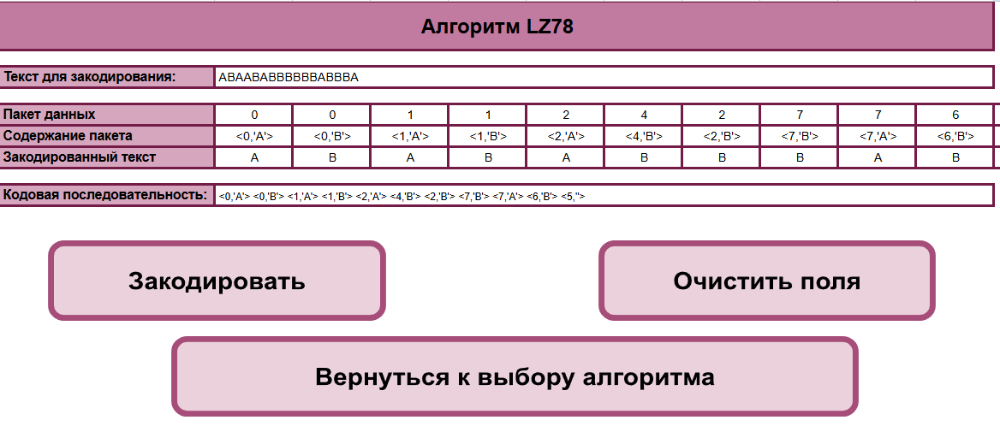 Алгоритм LZ78
Текст для закодирования: ABAABABBBBBBABBBA
Пакет данных 0 0 1 1 2 4 2 7 7 6
Содержание пакета <0,'A'> <0,'B'> <1,'A'> <1,'B'> <2,'A'> <4,'B'> <2,'B'> <7,'B'> <7,'A'> <6,'B'>
Закодированный текст A B A B A B B B A B
Кодовая последовательность: <0,'A'> <0,'B'> <1,'A'> <1,'B'> <2,'A'> <4,'B'> <2,'B'> <7,'B'> <7,'A'> <6,'B'> <5,''>
Закодировать Очистить поля
Вернуться к выбору алгоритма